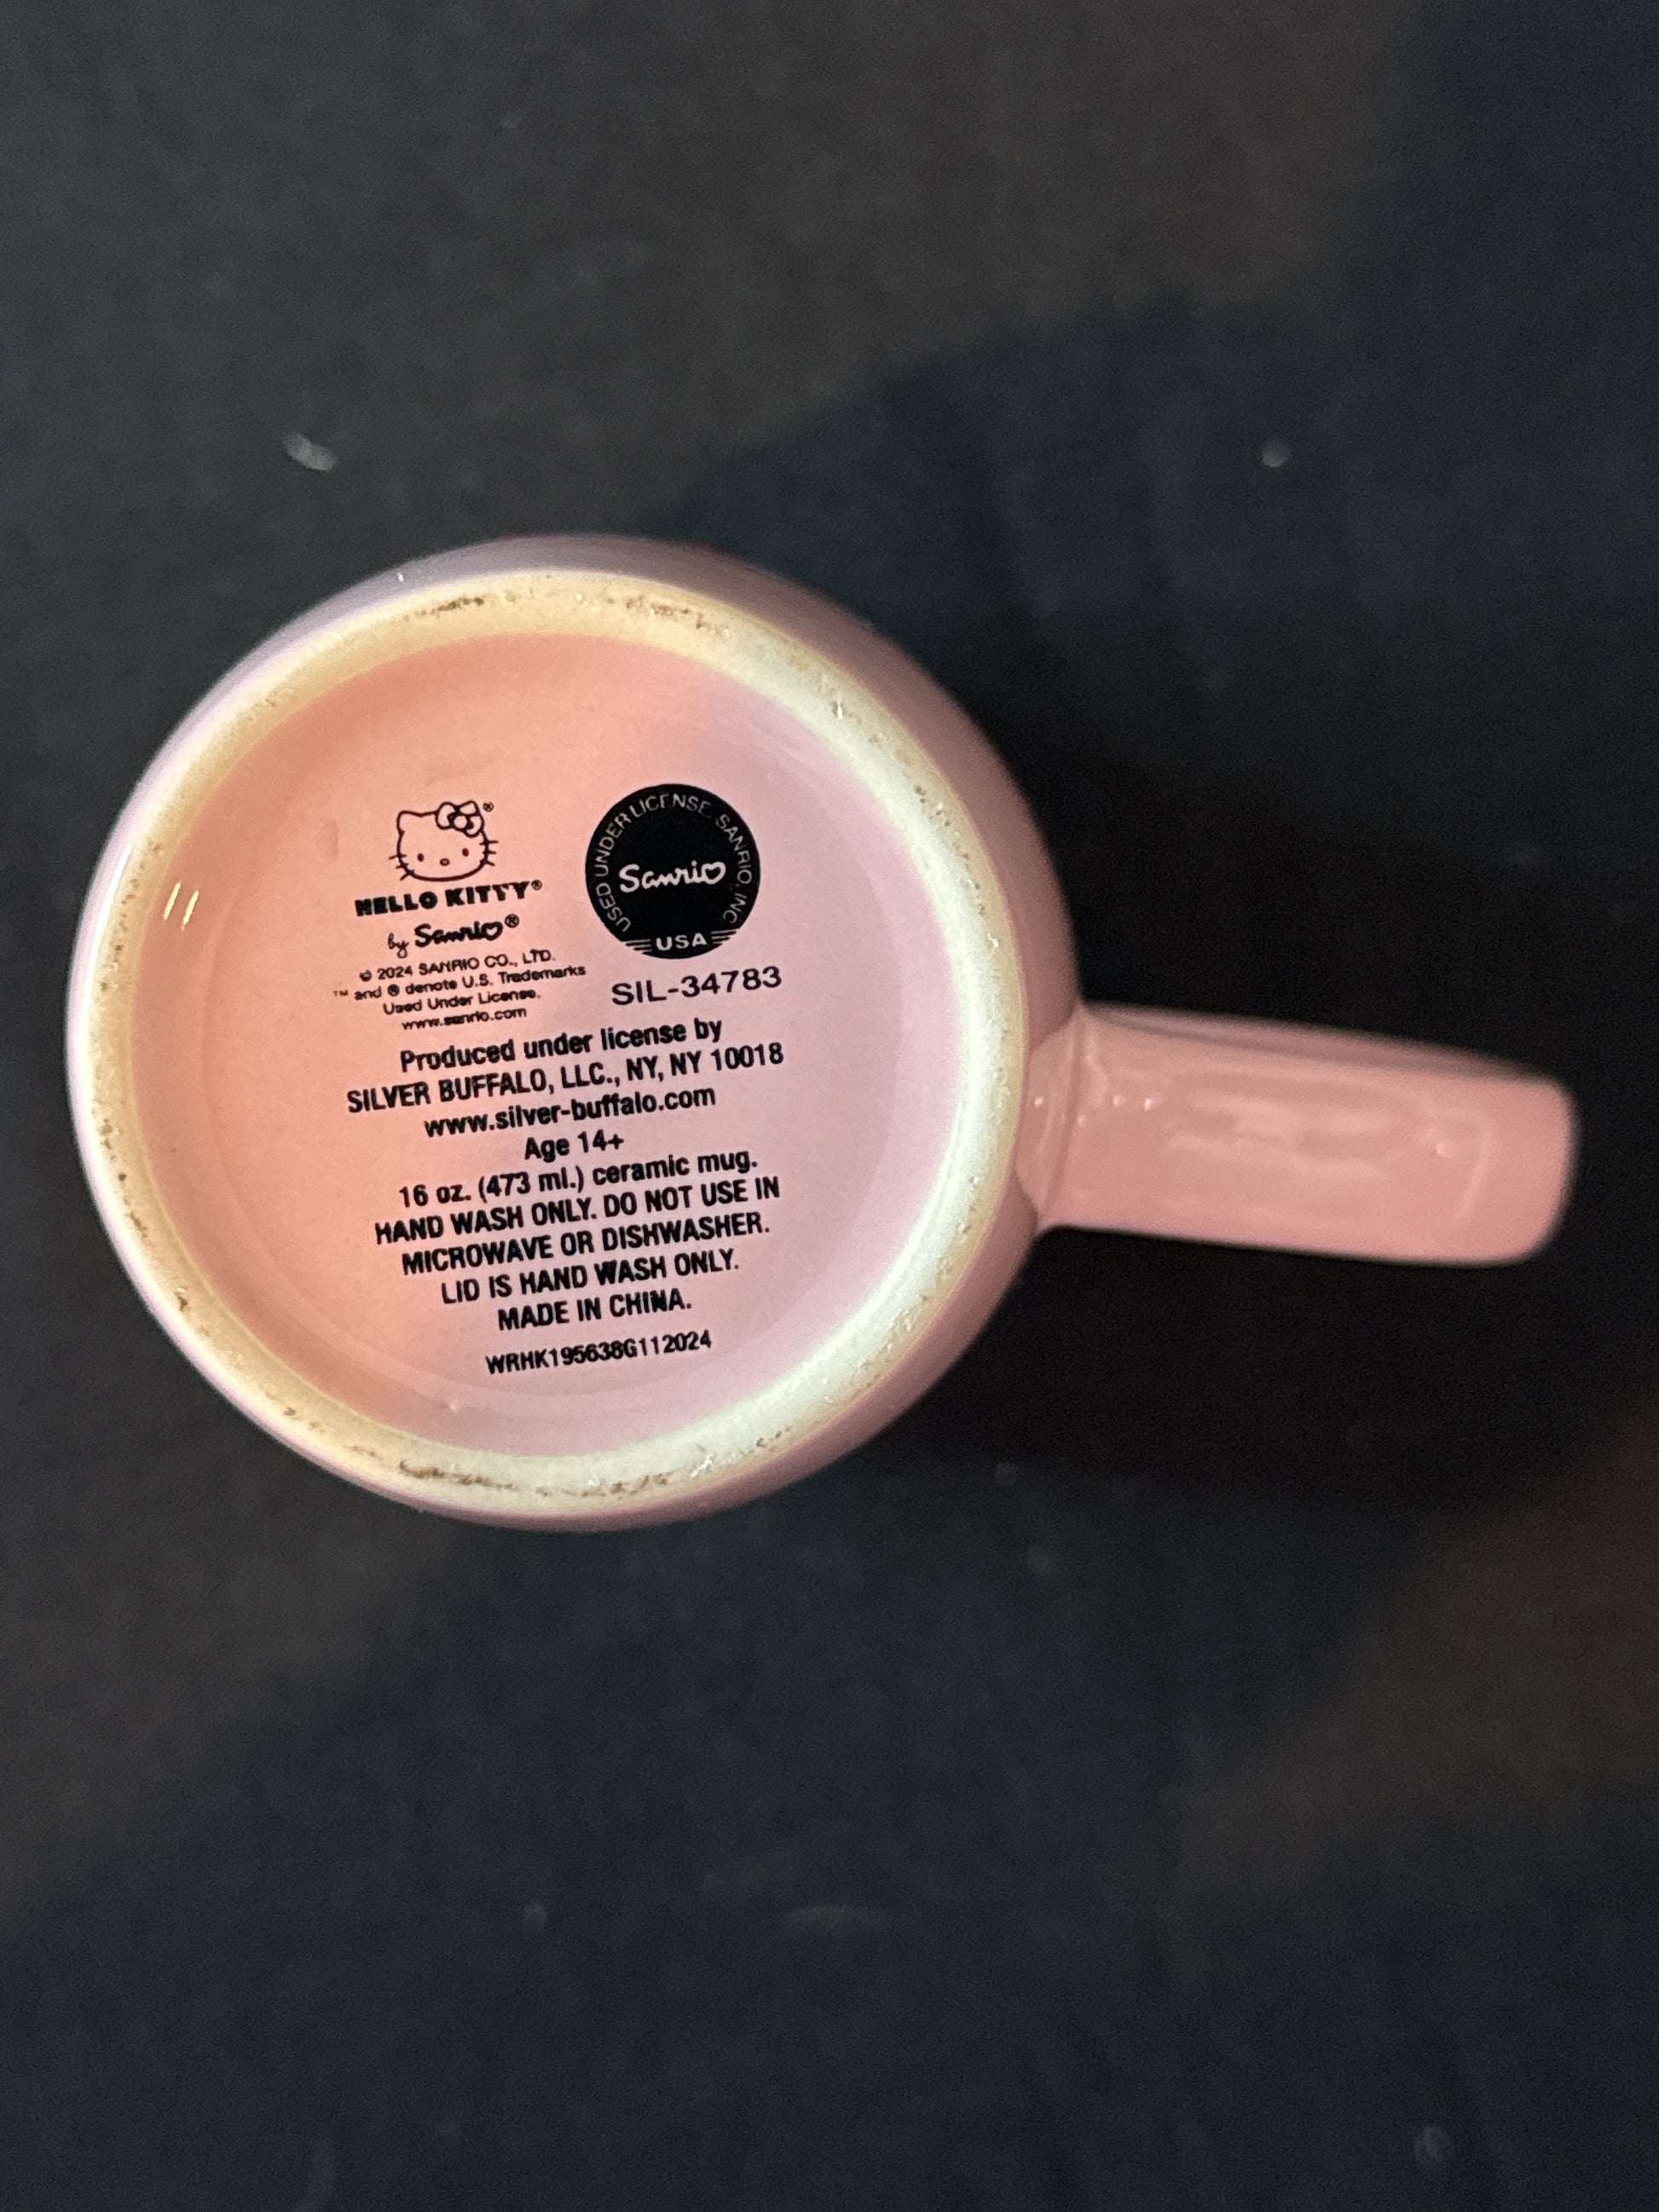 HELLO KITTY®
by Sanrio®
© 2024 SANRIO CO., LTD.
™ and ® denote U.S. Trademarks
Used Under License.
www.sanrio.com
USED UNDER LICENSE. SANRIO, INC.
Sanrio
USA
SIL-34783
Produced under license by
SILVER BUFFALO, LLC., NY, NY 10018
www.silver-buffalo.com
Age 14+
16 oz. (473 ml.) ceramic mug.
HAND WASH ONLY. DO NOT USE IN
MICROWAVE OR DISHWASHER.
LID IS HAND WASH ONLY.
MADE IN CHINA.
WRHK195638G112024